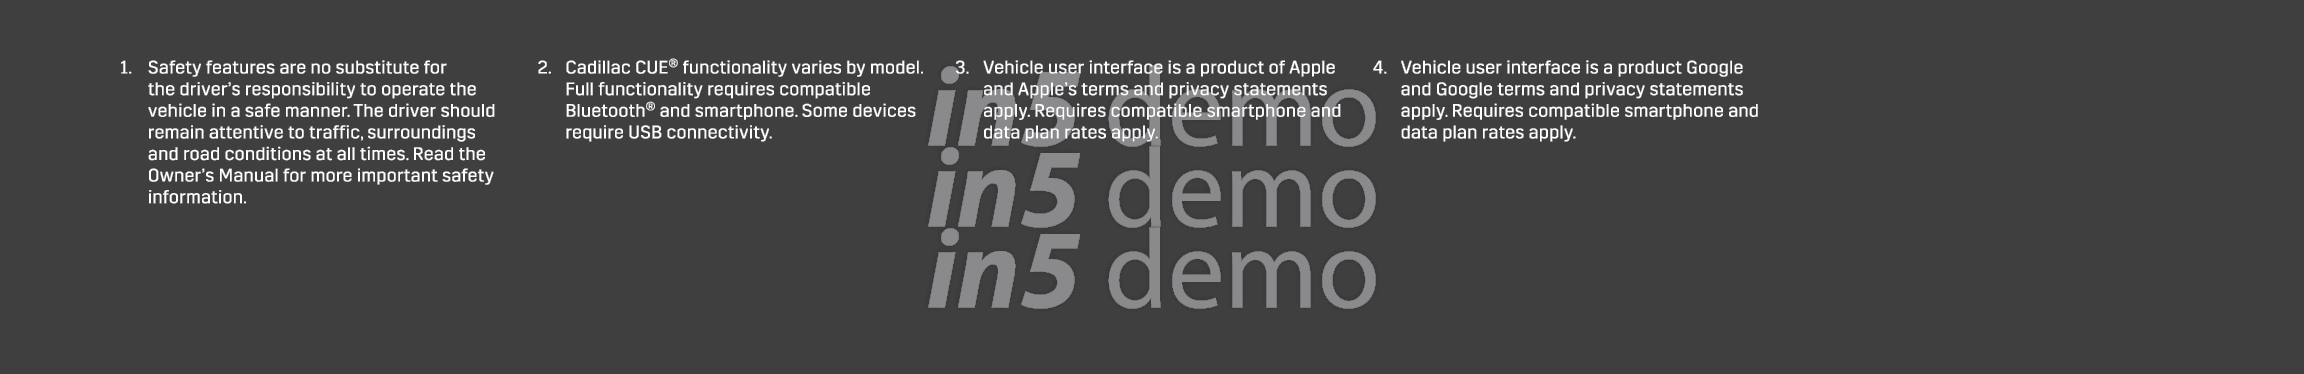 1. Safety features are no substitute for
the driver's responsibility to operate the
vehicle in a safe manner. The driver should
remain attentive to traffic, surroundings
and road conditions at all times. Read the
Owner's Manual for more important safety
information.
2. Cadillac CUE® functionality varies by model.
Full functionality requires compatible
Bluetooth® and smartphone. Some devices
require USB connectivity.
3. Vehicle user interface is a product of Apple
and Apple's terms and privacy statements
apply. Requires compatible smartphone and
data plan rates apply.
4. Vehicle user interface is a product Google
and Google terms and privacy statements
apply. Requires compatible smartphone and
data plan rates apply.
in5 demo
in5 demo
in5 demo